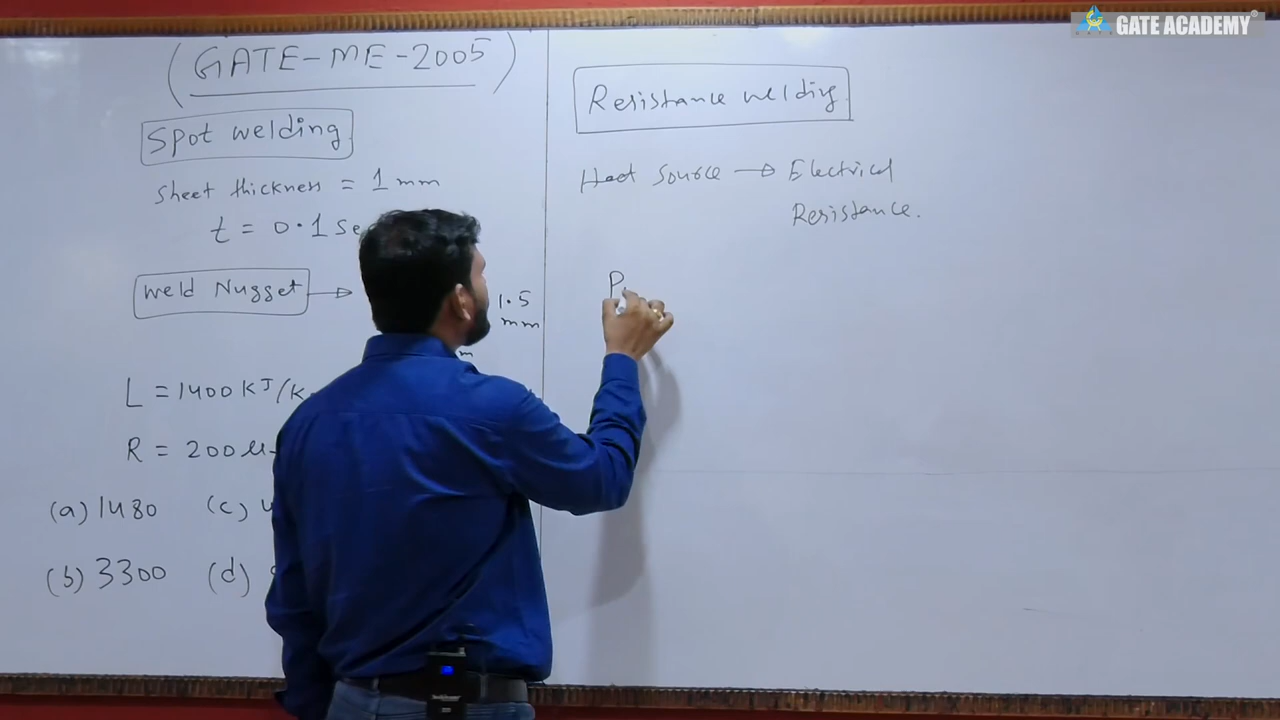 GATE ACADEMY
(GATE-ME-2005)
Spot welding
Sheet thickness = 1 mm
t = 0.1 Se
Weld Nugget → 1.5
mm
m
L = 1400 KJ/K
R = 200 μ
(a) 1480 (c)
(b) 3300 (d)
Resistance welding
Heat Source → Electrical
Resistance.
P